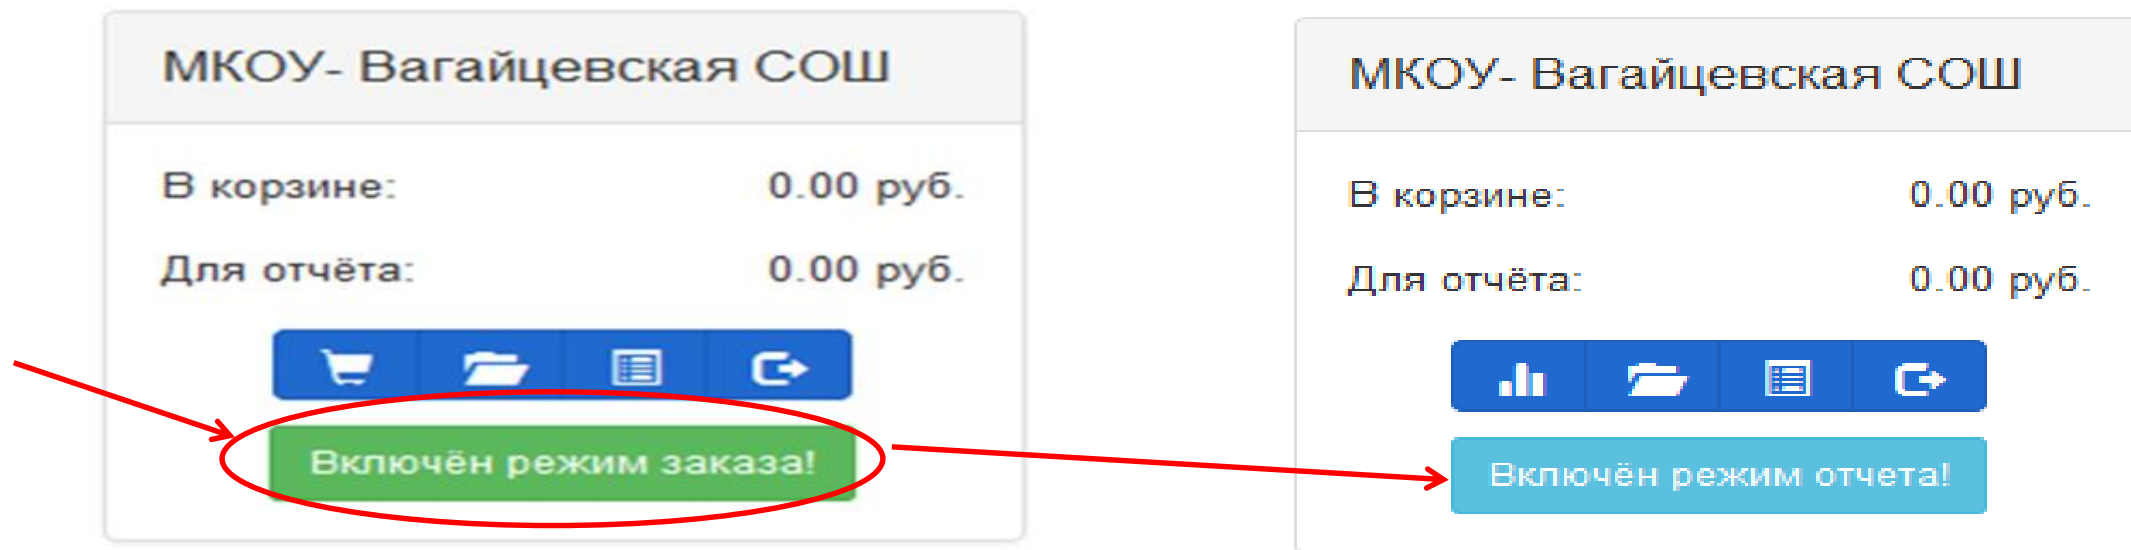 МКОУ- Вагайцевская СОШ
В корзине: 0.00 руб.
Для отчёта: 0.00 руб.
Включён режим заказа!
МКОУ- Вагайцевская СОШ
В корзине: 0.00 руб.
Для отчёта: 0.00 руб.
Включён режим отчета!